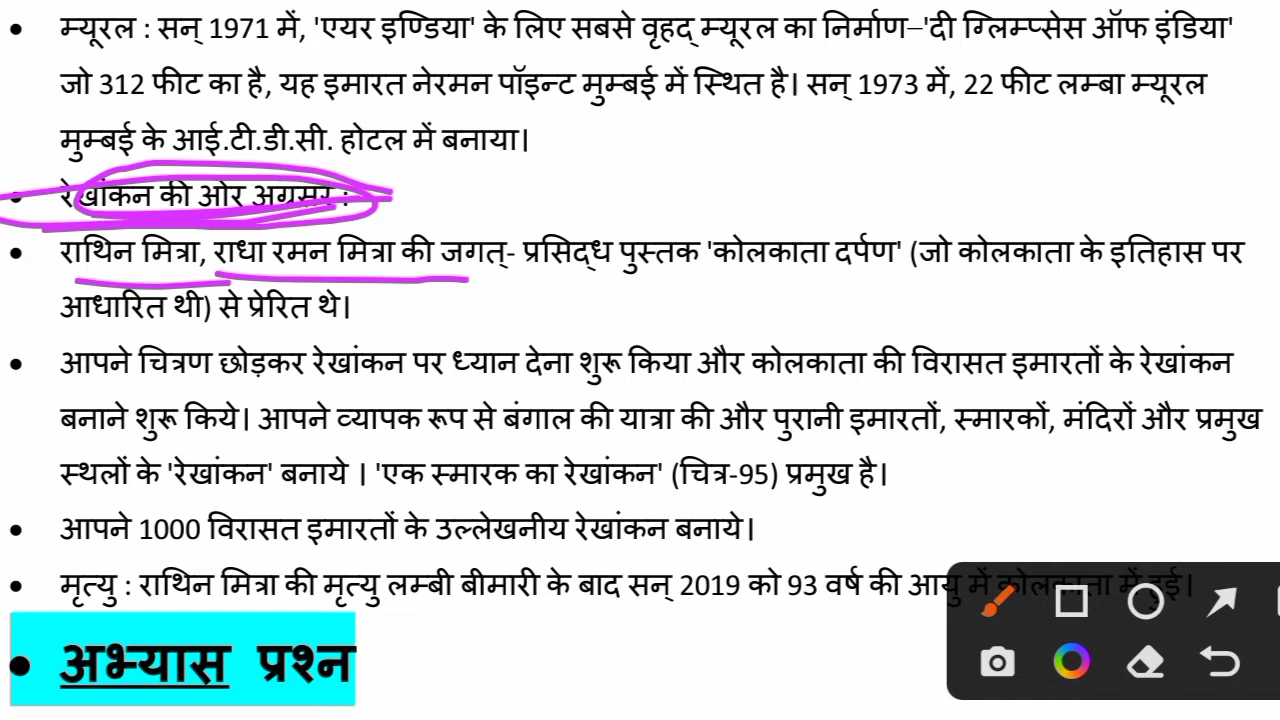 • म्यूरल : सन् 1971 में, 'एयर इण्डिया' के लिए सबसे वृहद् म्यूरल का निर्माण–'दी ग्लिम्प्सेस ऑफ इंडिया'
जो 312 फीट का है, यह इमारत नेरमन पॉइन्ट मुम्बई में स्थित है। सन् 1973 में, 22 फीट लम्बा म्यूरल
मुम्बई के आई.टी.डी.सी. होटल में बनाया।
• रेखांकन की ओर अग्रसर :
• राथिन मित्रा, राधा रमन मित्रा की जगत्- प्रसिद्ध पुस्तक 'कोलकाता दर्पण' (जो कोलकाता के इतिहास पर
आधारित थी) से प्रेरित थे।
• आपने चित्रण छोड़कर रेखांकन पर ध्यान देना शुरू किया और कोलकाता की विरासत इमारतों के रेखांकन
बनाने शुरू किये। आपने व्यापक रूप से बंगाल की यात्रा की और पुरानी इमारतों, स्मारकों, मंदिरों और प्रमुख
स्थलों के 'रेखांकन' बनाये । 'एक स्मारक का रेखांकन' (चित्र-95) प्रमुख है।
• आपने 1000 विरासत इमारतों के उल्लेखनीय रेखांकन बनाये।
• मृत्यु : राथिन मित्रा की मृत्यु लम्बी बीमारी के बाद सन् 2019 को 93 वर्ष की आयु में कोलकाता में हुई।
• अभ्यास प्रश्न